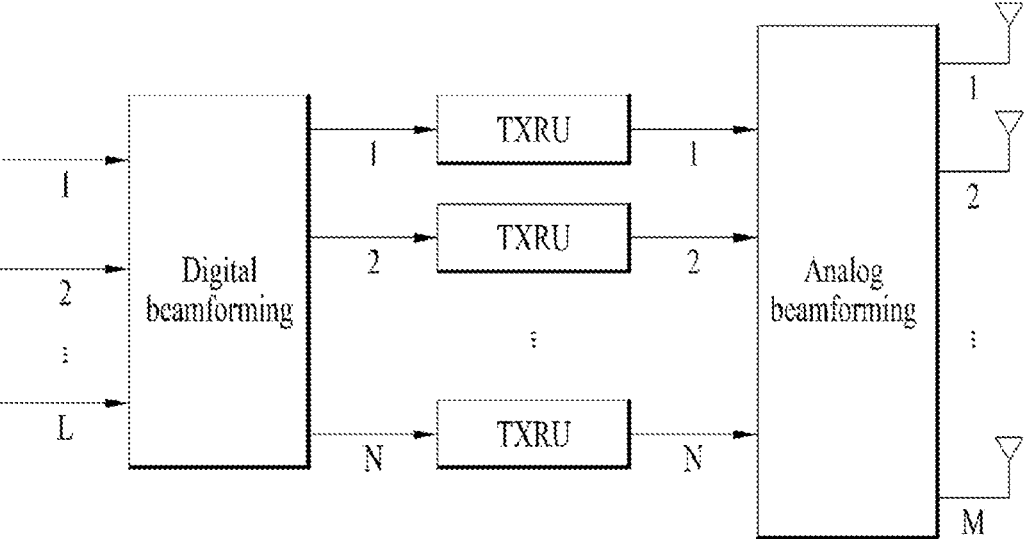 1
2
⋮
L
Digital
beamforming
1
2
N
TXRU
TXRU
⋮
TXRU
1
2
N
Analog
beamforming
1
2
⋮
M